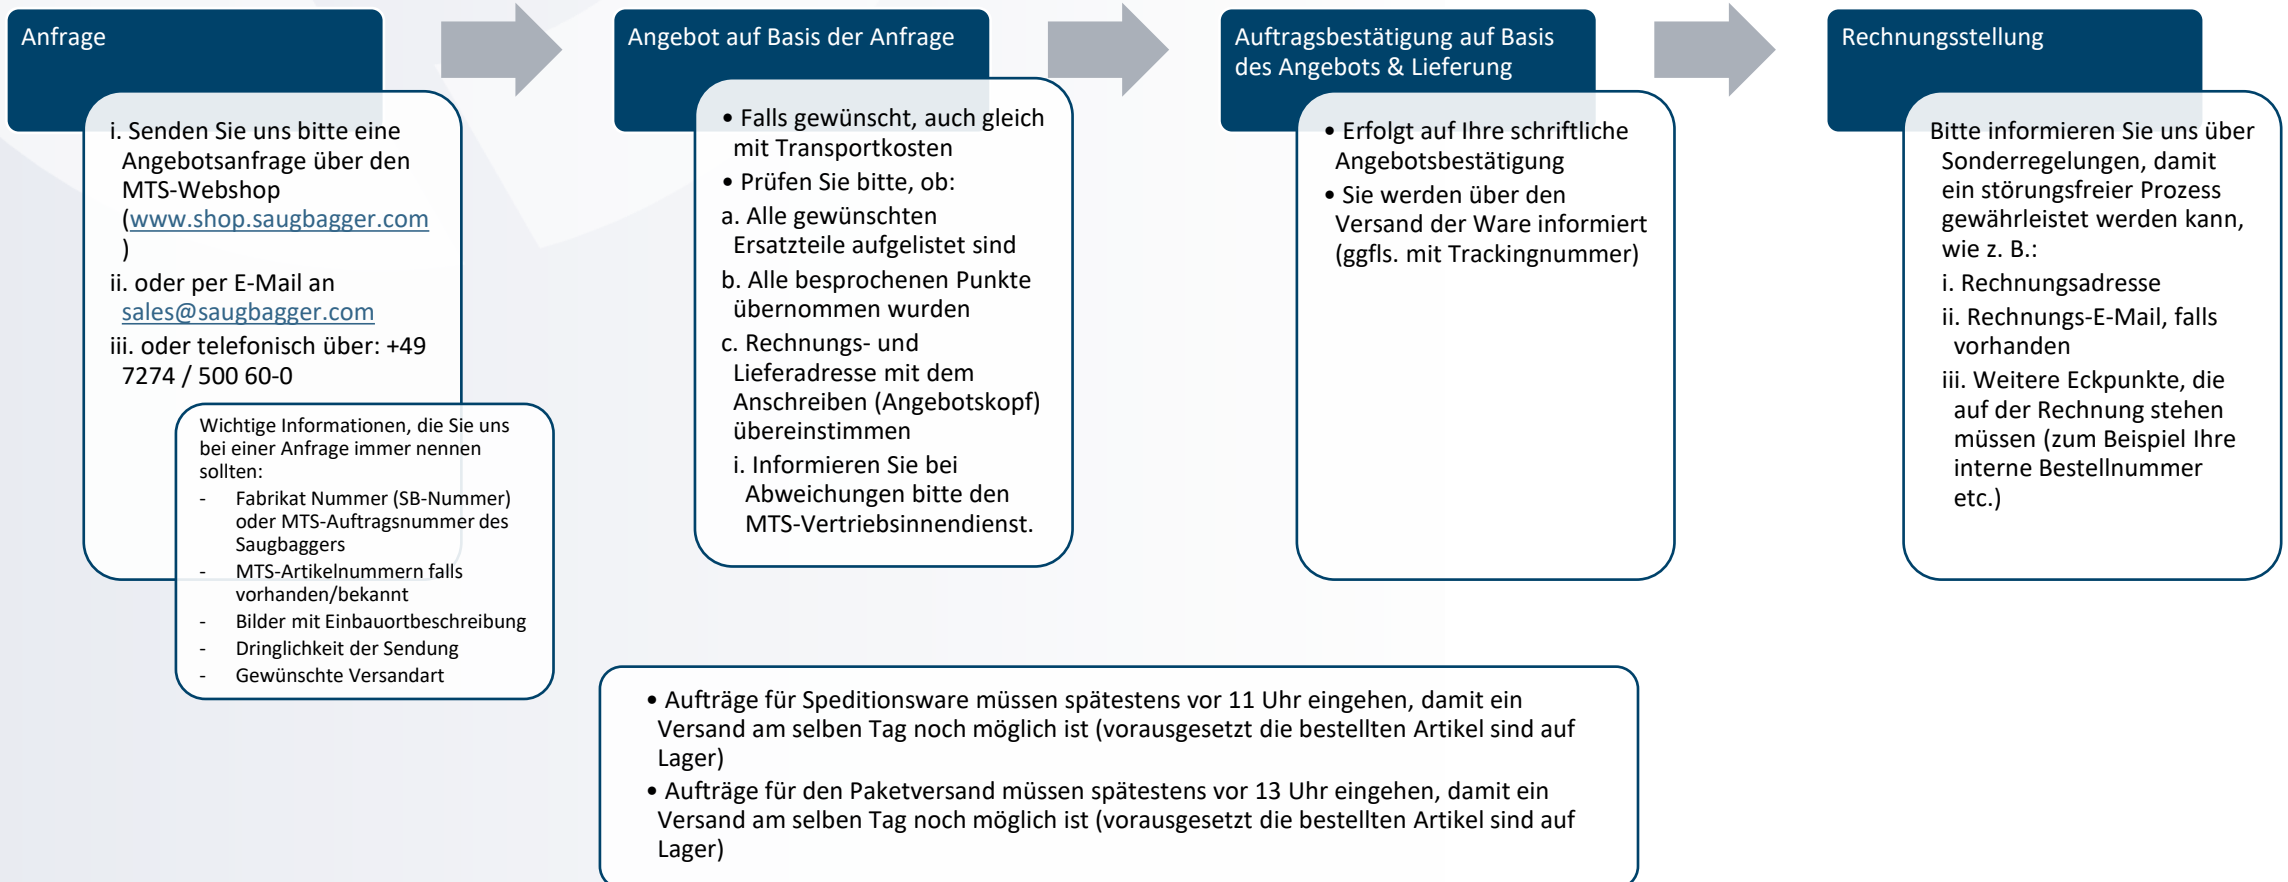 Anfrage
i. Senden Sie uns bitte eine
Angebotsanfrage über den
MTS-Webshop
(www.shop.saugbagger.com
)
ii. oder per E-Mail an
sales@saugbagger.com
iii. oder telefonisch über: +49
7274 / 500 60-0
Wichtige Informationen, die Sie uns
bei einer Anfrage immer nennen
sollten:
- Fabrikat Nummer (SB-Nummer)
oder MTS-Auftragsnummer des
Saugbaggers
- MTS-Artikelnummern falls
vorhanden/bekannt
- Bilder mit Einbauortbeschreibung
- Dringlichkeit der Sendung
- Gewünschte Versandart
Angebot auf Basis der Anfrage
• Falls gewünscht, auch gleich
mit Transportkosten
• Prüfen Sie bitte, ob:
a. Alle gewünschten
Ersatzteile aufgelistet sind
b. Alle besprochenen Punkte
übernommen wurden
c. Rechnungs- und
Lieferadresse mit dem
Anschreiben (Angebotskopf)
übereinstimmen
i. Informieren Sie bei
Abweichungen bitte den
MTS-Vertriebsinnendienst.
Auftragsbestätigung auf Basis
des Angebots & Lieferung
• Erfolgt auf Ihre schriftliche
Angebotsbestätigung
• Sie werden über den
Versand der Ware informiert
(ggfls. mit Trackingnummer)
Rechnungsstellung
Bitte informieren Sie uns über
Sonderregelungen, damit
ein störungsfreier Prozess
gewährleistet werden kann,
wie z. B.:
i. Rechnungsadresse
ii. Rechnungs-E-Mail, falls
vorhanden
iii. Weitere Eckpunkte, die
auf der Rechnung stehen
müssen (zum Beispiel Ihre
interne Bestellnummer
etc.)
• Aufträge für Speditionsware müssen spätestens vor 11 Uhr eingehen, damit ein
Versand am selben Tag noch möglich ist (vorausgesetzt die bestellten Artikel sind auf
Lager)
• Aufträge für den Paketversand müssen spätestens vor 13 Uhr eingehen, damit ein
Versand am selben Tag noch möglich ist (vorausgesetzt die bestellten Artikel sind auf
Lager)